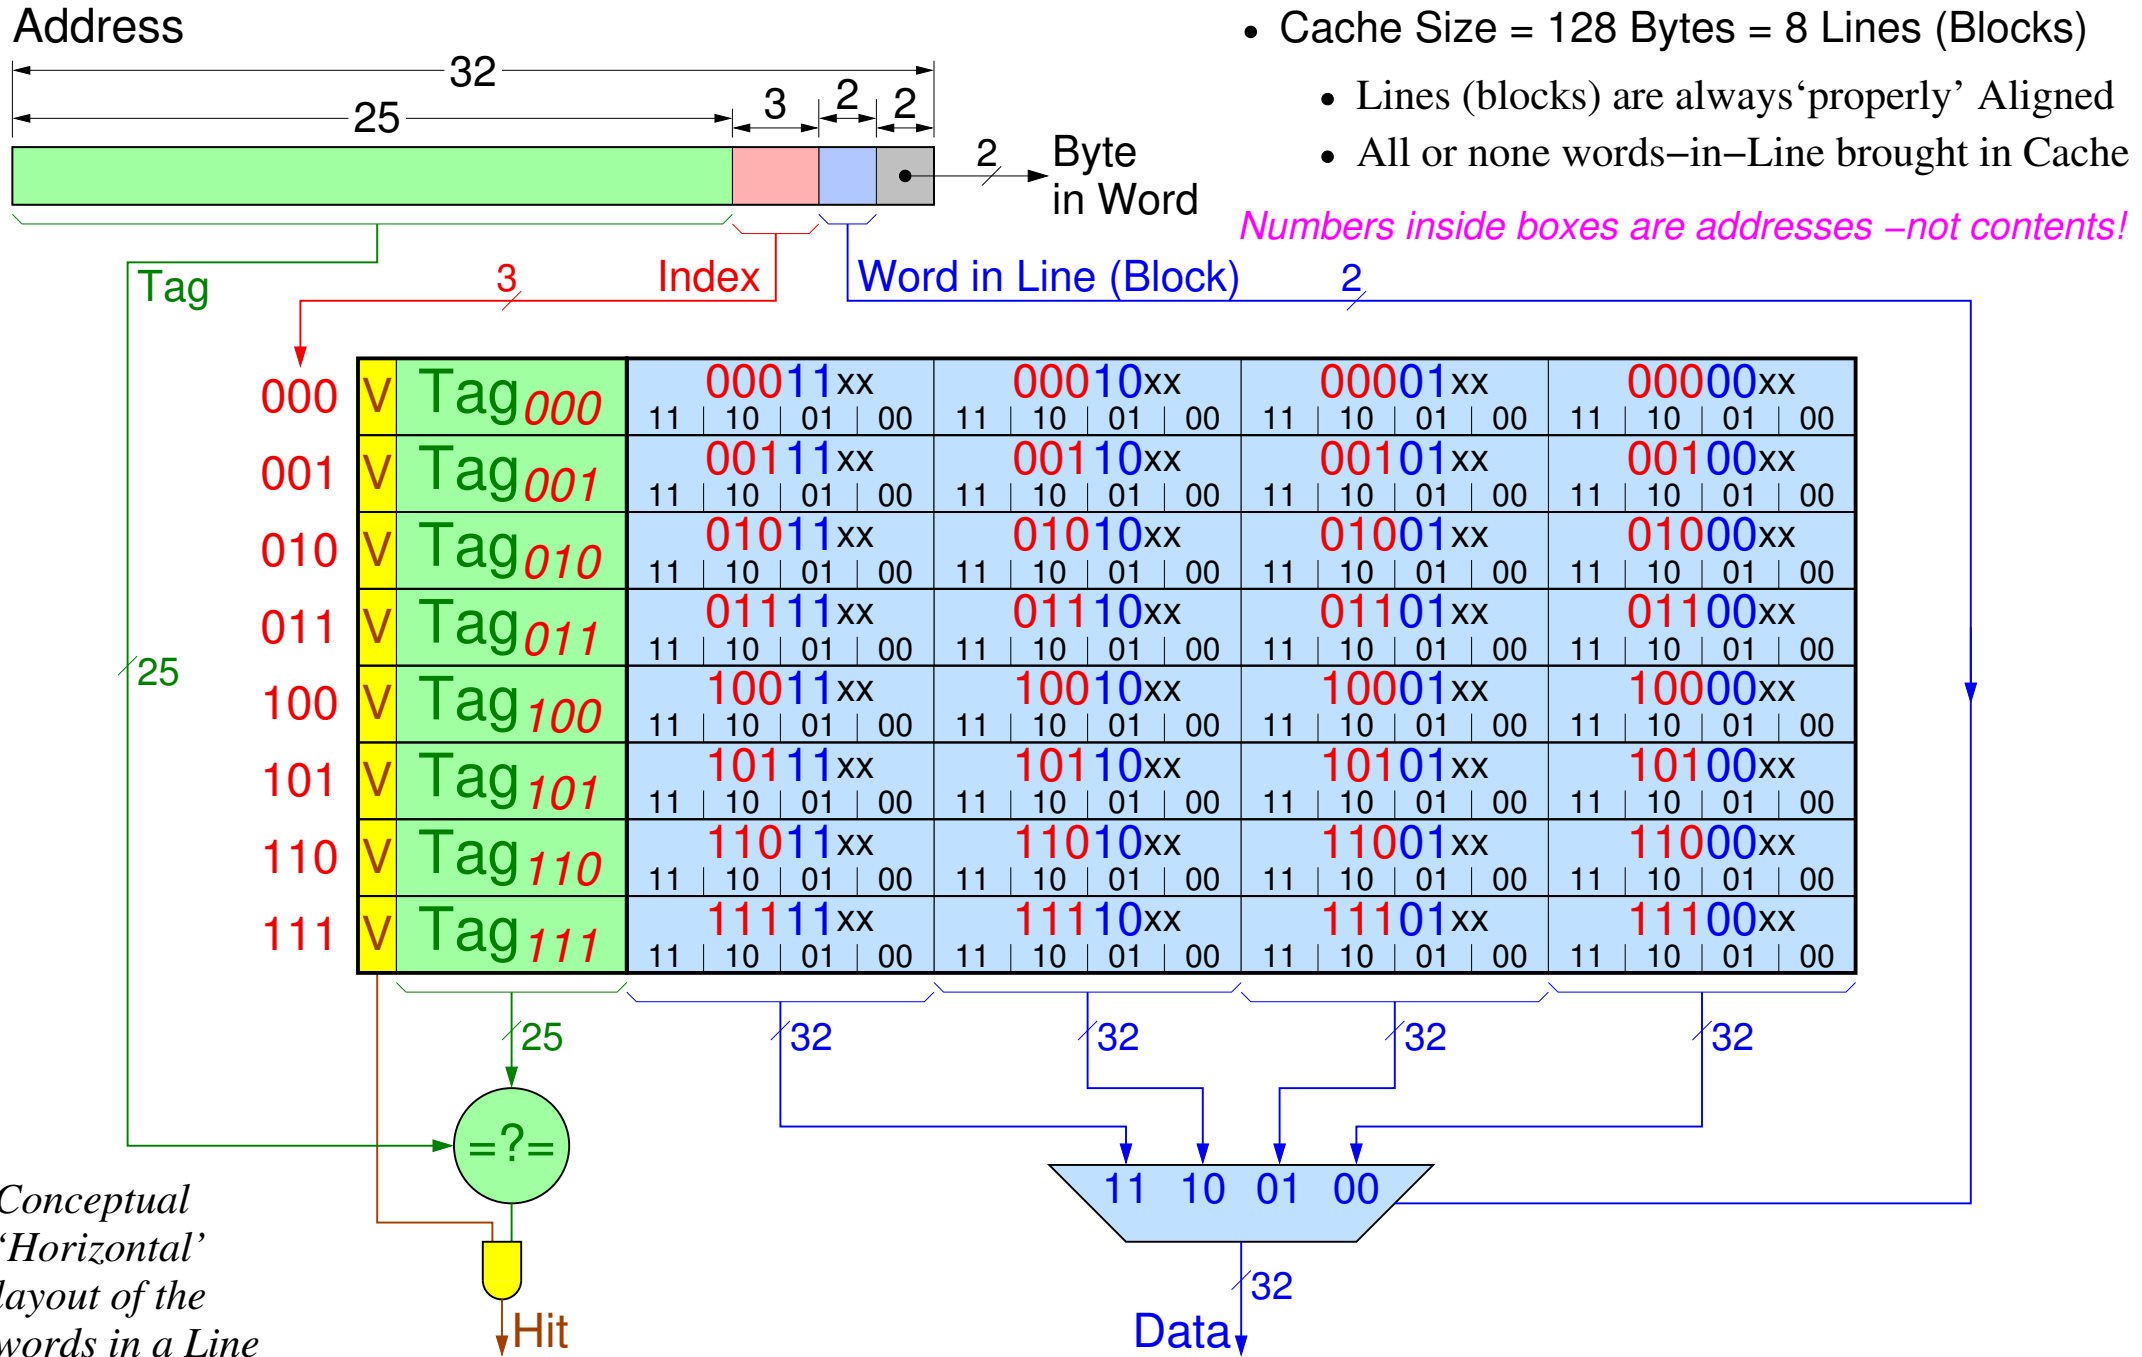 Address
• Cache Size = 128 Bytes = 8 Lines (Blocks)
32
• Lines (blocks) are always‘properly’ Aligned
25 3 2 2
• All or none words−in−Line brought in Cache
2 Byte
in Word
Numbers inside boxes are addresses −not contents!
Tag 3 Index Word in Line (Block) 2
000 V Tag000 00011xx 00010xx 00001xx 00000xx
11 10 01 00 11 10 01 00 11 10 01 00 11 10 01 00
001 V Tag001 00111xx 00110xx 00101xx 00100xx
11 10 01 00 11 10 01 00 11 10 01 00 11 10 01 00
010 V Tag010 01011xx 01010xx 01001xx 01000xx
11 10 01 00 11 10 01 00 11 10 01 00 11 10 01 00
011 V Tag011 01111xx 01110xx 01101xx 01100xx
11 10 01 00 11 10 01 00 11 10 01 00 11 10 01 00
25
100 V Tag100 10011xx 10010xx 10001xx 10000xx
11 10 01 00 11 10 01 00 11 10 01 00 11 10 01 00
101 V Tag101 10111xx 10110xx 10101xx 10100xx
11 10 01 00 11 10 01 00 11 10 01 00 11 10 01 00
110 V Tag110 11011xx 11010xx 11001xx 11000xx
11 10 01 00 11 10 01 00 11 10 01 00 11 10 01 00
111 V Tag111 11111xx 11110xx 11101xx 11100xx
11 10 01 00 11 10 01 00 11 10 01 00 11 10 01 00
25 32 32 32 32
=?=
11 10 01 00
Conceptual
‘Horizontal’
layout of the
words in a Line
32
Hit
Data